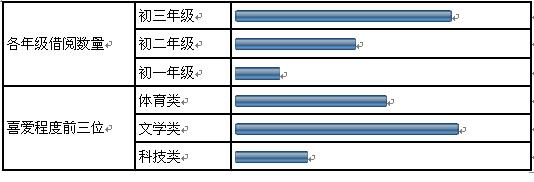 各年级借阅数量
初三年级
初二年级
初一年级
喜爱程度前三位
体育类
文学类
科技类